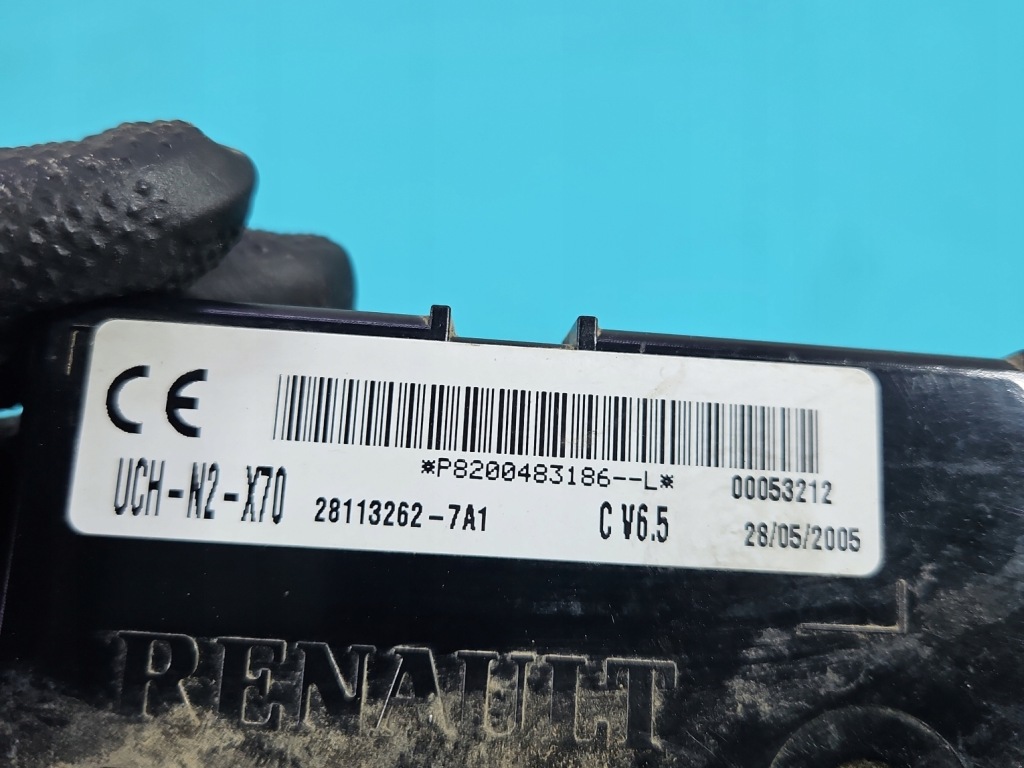 CE
*P8200483186--L*
00053212
UCH-N2-X70
28113262-7A1
C V6.5
28/05/2005
RENAULT